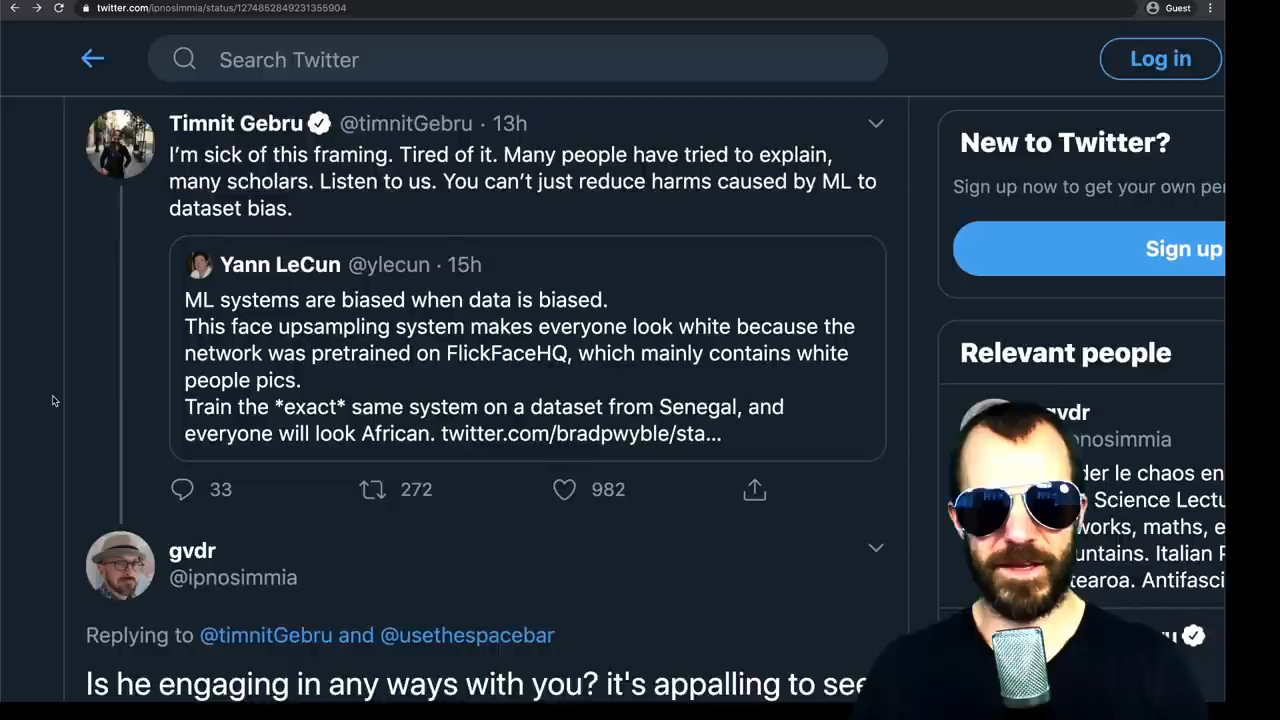 twitter.com/ipnosimmia/status/1274852849231355904
Guest
Search Twitter
Log in
Timnit Gebru @timnitGebru · 13h
I'm sick of this framing. Tired of it. Many people have tried to explain,
many scholars. Listen to us. You can't just reduce harms caused by ML to
dataset bias.
Yann LeCun @ylecun · 15h
ML systems are biased when data is biased.
This face upsampling system makes everyone look white because the
network was pretrained on FlickFaceHQ, which mainly contains white
people pics.
Train the *exact* same system on a dataset from Senegal, and
everyone will look African. twitter.com/bradpwyble/sta...
33
272
982
gvdr
@ipnosimmia
Replying to @timnitGebru and @usethespacebar
Is he engaging in any ways with you? it's appalling to see
New to Twitter?
Sign up now to get your own
Sign up
Relevant people
gvdr
der le chaos en
Science
works, maths, e
Italian
Antifasci